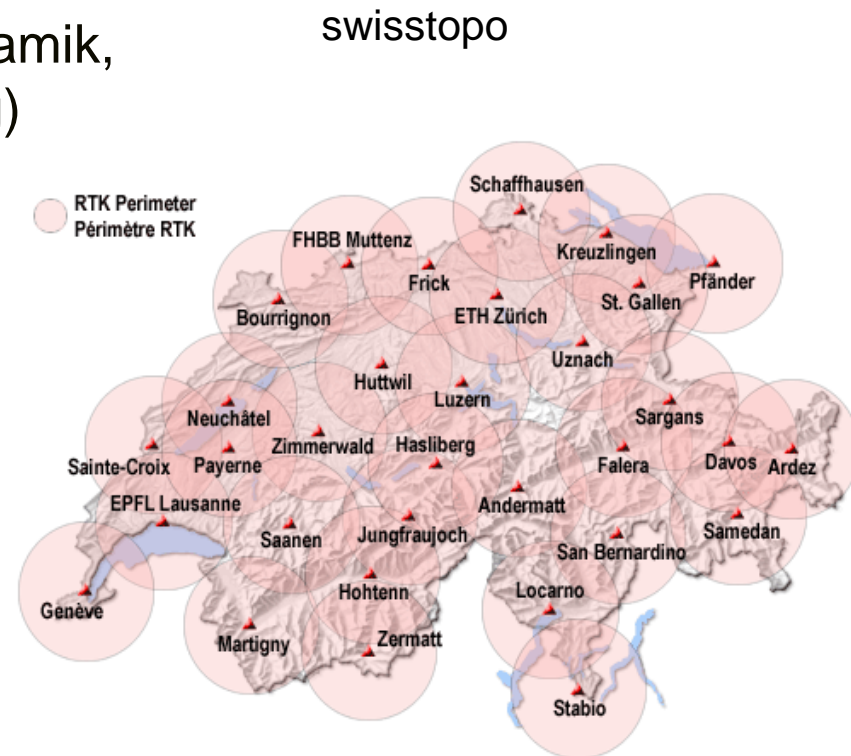 swisstopo
amik,
)
RTK Perimeter
Périmètre RTK
Schaffhausen
FHBB Muttenz
Kreuzlingen
Frick
Pfänder
St. Gallen
Bourrignon
ETH Zürich
Uznach
Huttwil
Luzern
Neuchâtel
Sargans
Zimmerwald
Hasliberg
Sainte-Croix
Payerne
Falera
Davos
Ardez
EPFL Lausanne
Andermatt
Saanen
Jungfraujoch
Samedan
San Bernardino
Hohtenn
Locarno
Genève
Martigny
Zermatt
Stabio